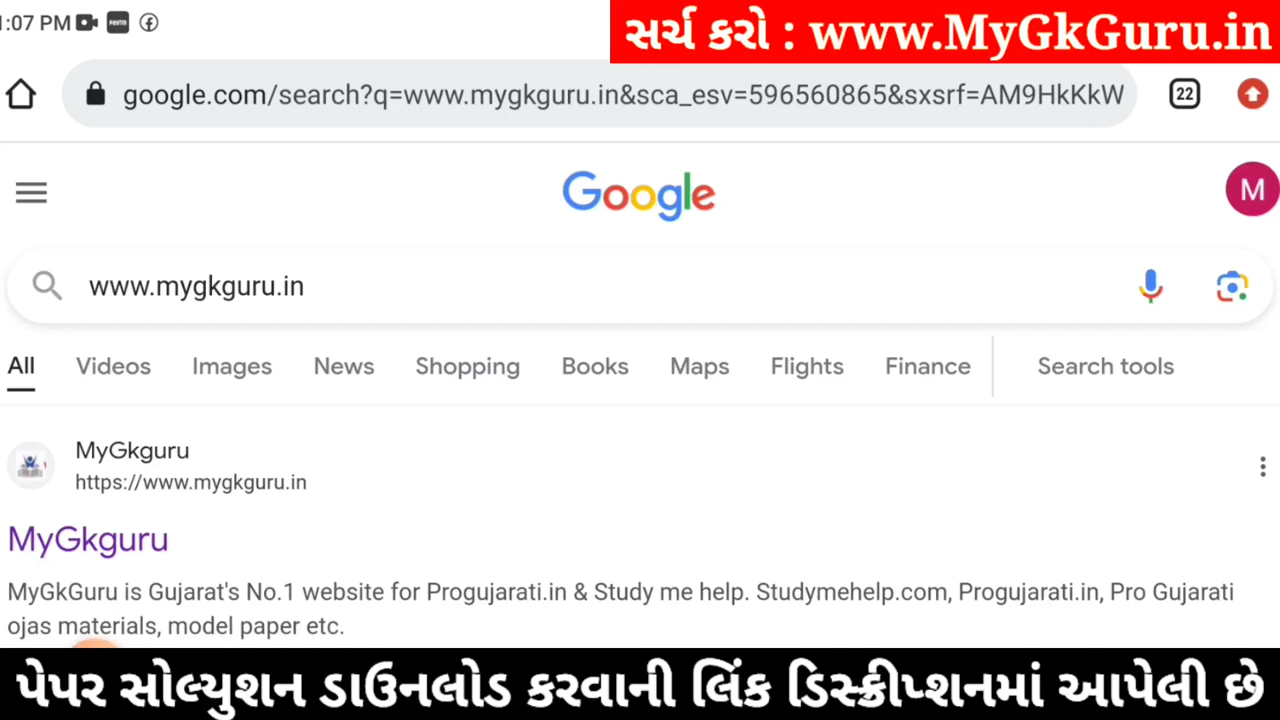 1:07 PM
સર્ચ કરો : www.MyGkGuru.in
google.com/search?q=www.mygkguru.in&sca_esv=596560865&sxsrf=AM9HkKkW
22
Google
M
www.mygkguru.in
All Videos Images News Shopping Books Maps Flights Finance Search tools
MyGkguru
https://www.mygkguru.in
MyGkguru
MyGkGuru is Gujarat's No.1 website for Progujarati.in & Study me help. Studymehelp.com, Progujarati.in, Pro Gujarati
ojas materials, model paper etc.
પેપર સોલ્યુશન ડાઉનલોડ કરવાની લિંક ડિસ્ક્રીપ્શનમાં આપેલી છે